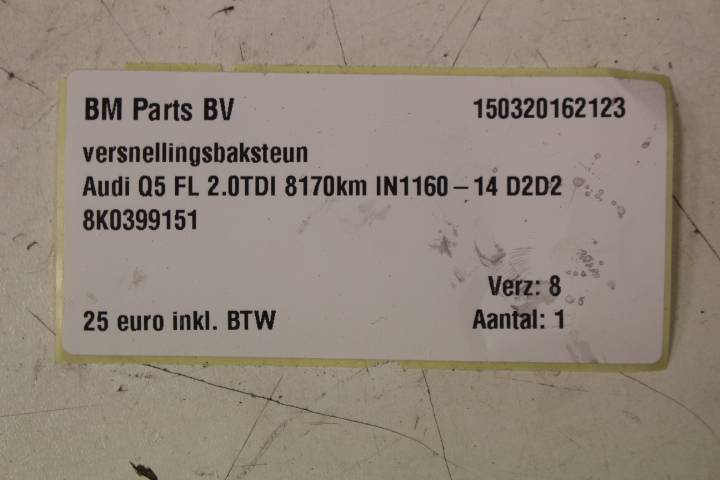 BM Parts BV 150320162123
versnellingsbaksteun
Audi Q5 FL 2.0TDI 8170km IN1160 – 14 D2D2
8K0399151
Verz: 8
25 euro inkl. BTW Aantal: 1